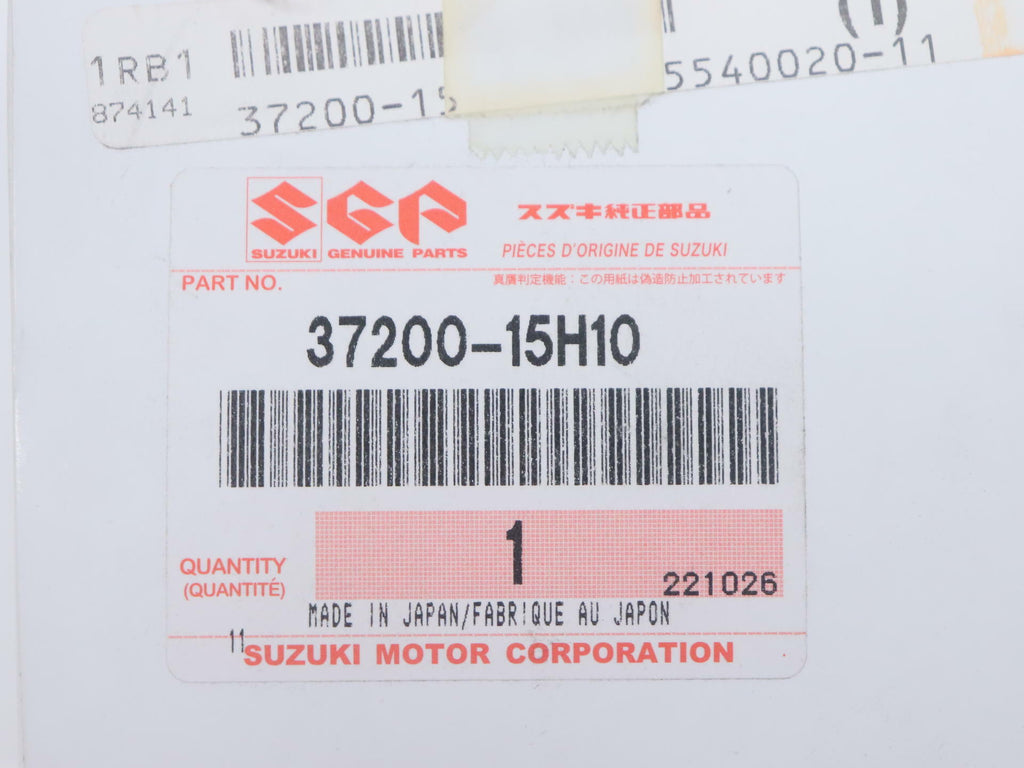 (1)
1RB1
874141
37200-15
5540020-11
SGP
SUZUKI GENUINE PARTS
スズキ純正部品
PIÈCES D'ORIGINE DE SUZUKI
PART NO.
真贋判定機能：この用紙は偽造防止加工されています
37200-15H10
1
QUANTITY
(QUANTITÉ)
221026
MADE IN JAPAN/FABRIQUE AU JAPON
11
SUZUKI MOTOR CORPORATION